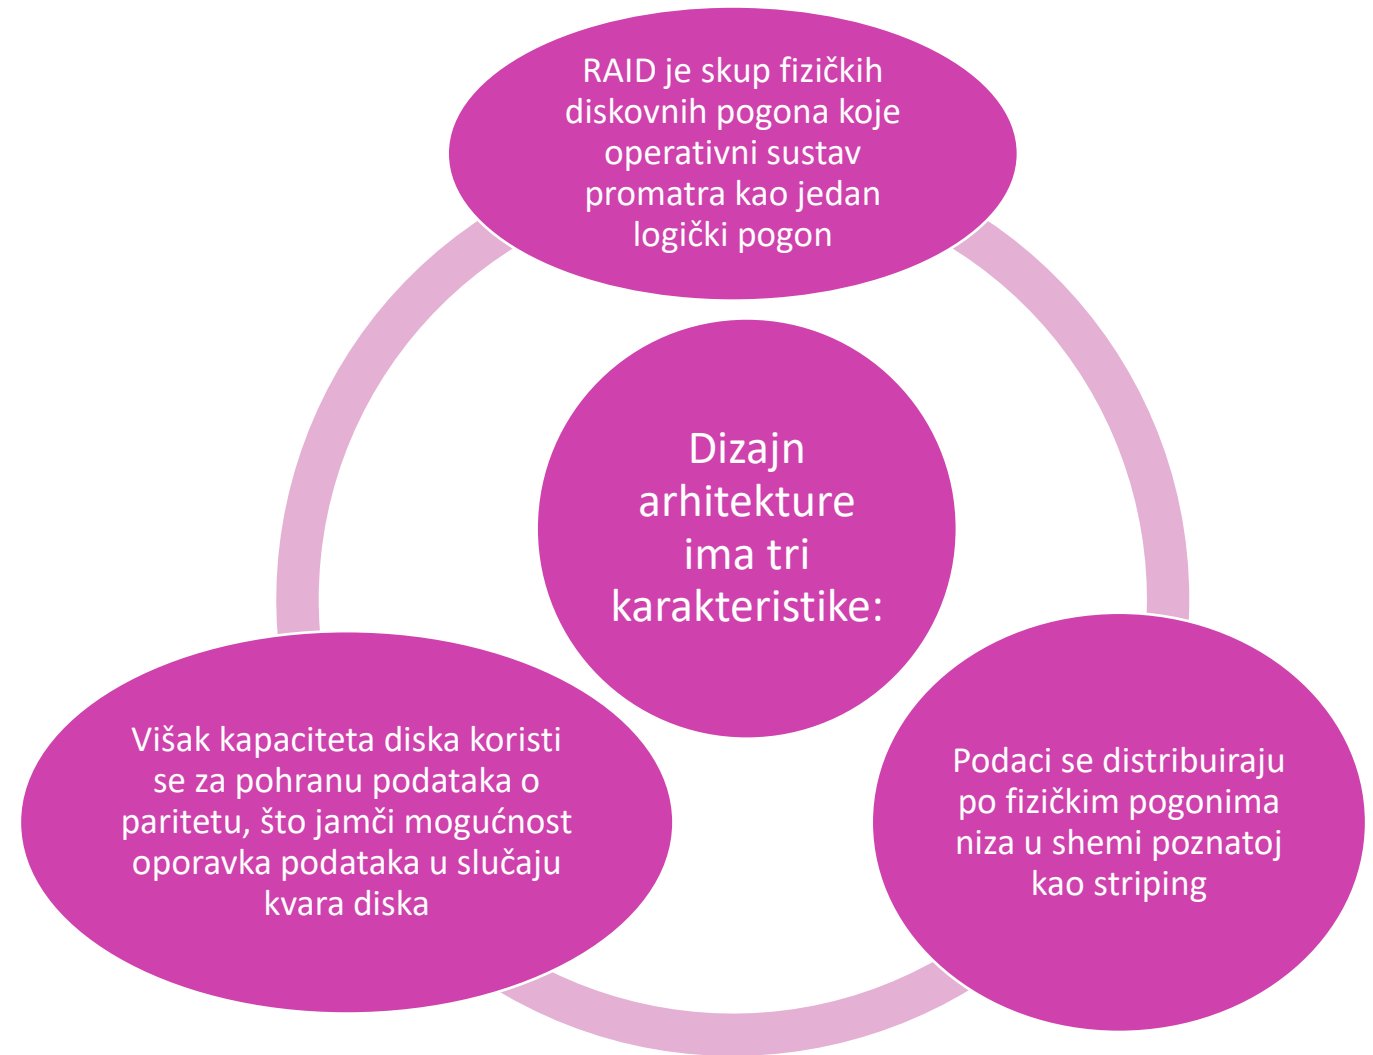 RAID je skup fizičkih
diskovnih pogona koje
operativni sustav
promatra kao jedan
logički pogon
Dizajn
arhitekture
ima tri
karakteristike:
Podaci se distribuiraju
po fizičkim pogonima
niza u shemi poznatoj
kao striping
Višak kapaciteta diska koristi
se za pohranu podataka o
paritetu, što jamči mogućnost
oporavka podataka u slučaju
kvara diska